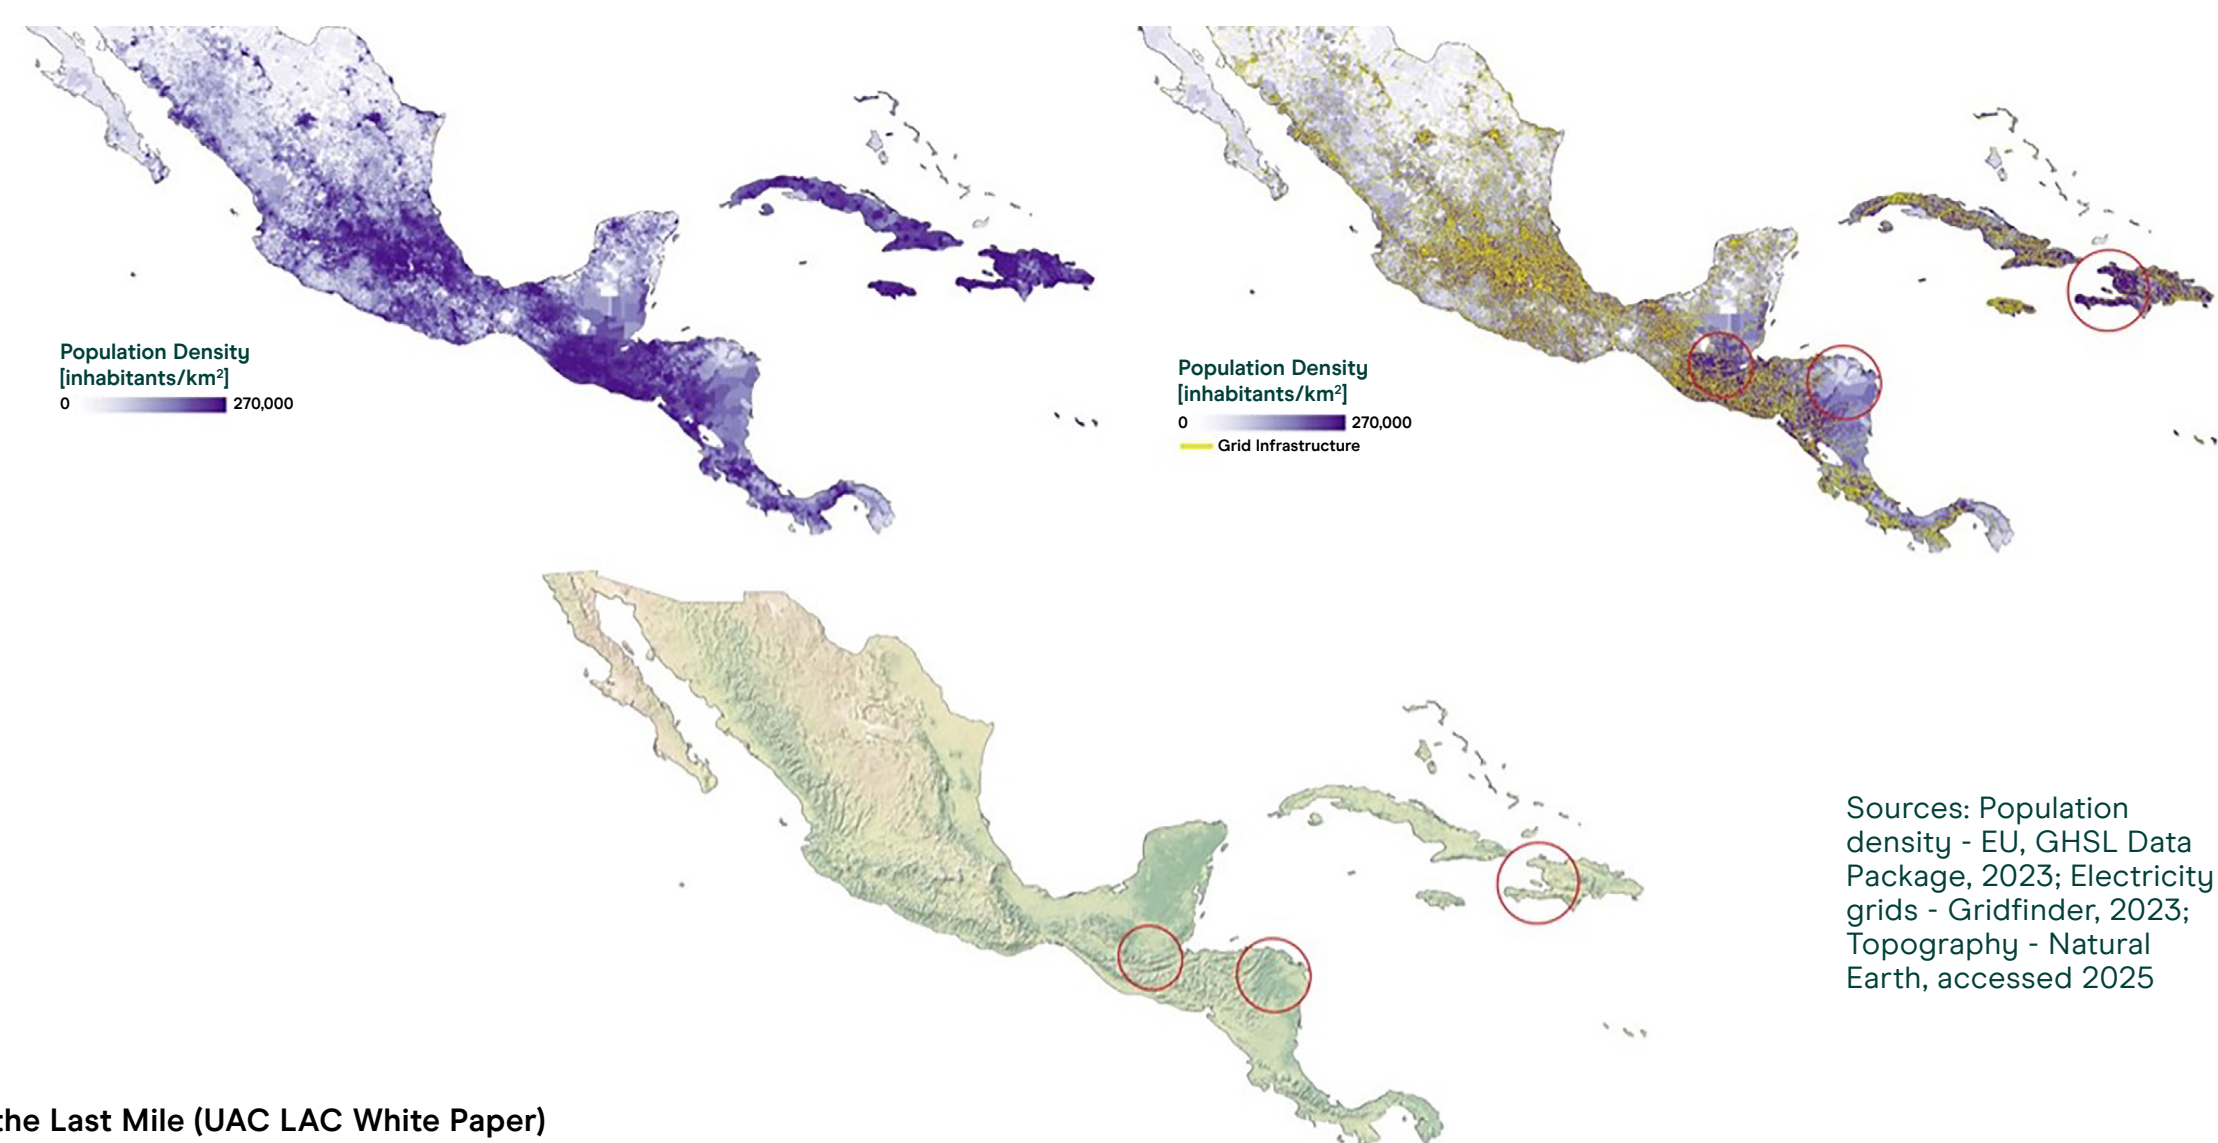 Population Density
[inhabitants/km²]
0 270,000
Population Density
[inhabitants/km²]
0 270,000
Grid Infrastructure
Sources: Population
density - EU, GHSL Data
Package, 2023; Electricity
grids - Gridfinder, 2023;
Topography - Natural
Earth, accessed 2025
the Last Mile (UAC LAC White Paper)